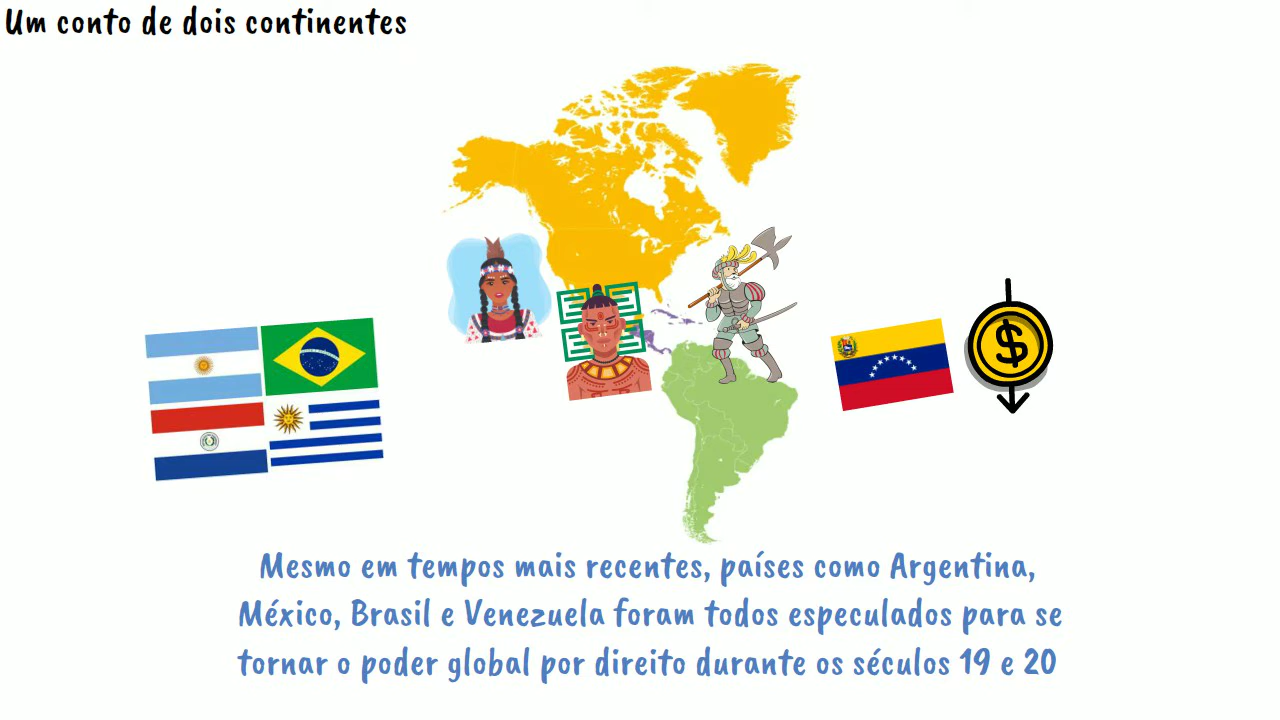 Um conto de dois continentes
$
Mesmo em tempos mais recentes, países como Argentina,
México, Brasil e Venezuela foram todos especulados para se
tornar o poder global por direito durante os séculos 19 e 20